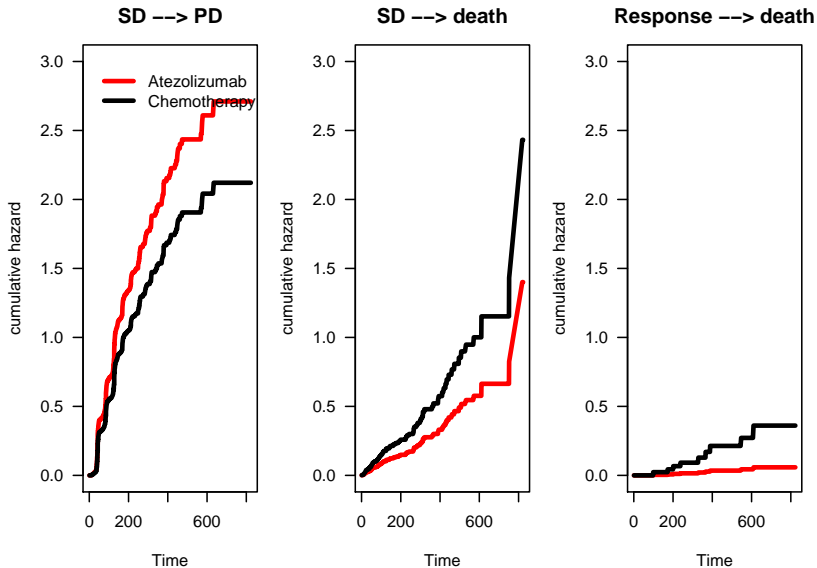 SD −−> PD
SD −−> death
Response −−> death
Atezolizumab
Chemotherapy
cumulative hazard
3.0
2.5
2.0
1.5
1.0
0.5
0.0
0 200 600
Time
cumulative hazard
3.0
2.5
2.0
1.5
1.0
0.5
0.0
0 200 600
Time
cumulative hazard
3.0
2.5
2.0
1.5
1.0
0.5
0.0
0 200 600
Time